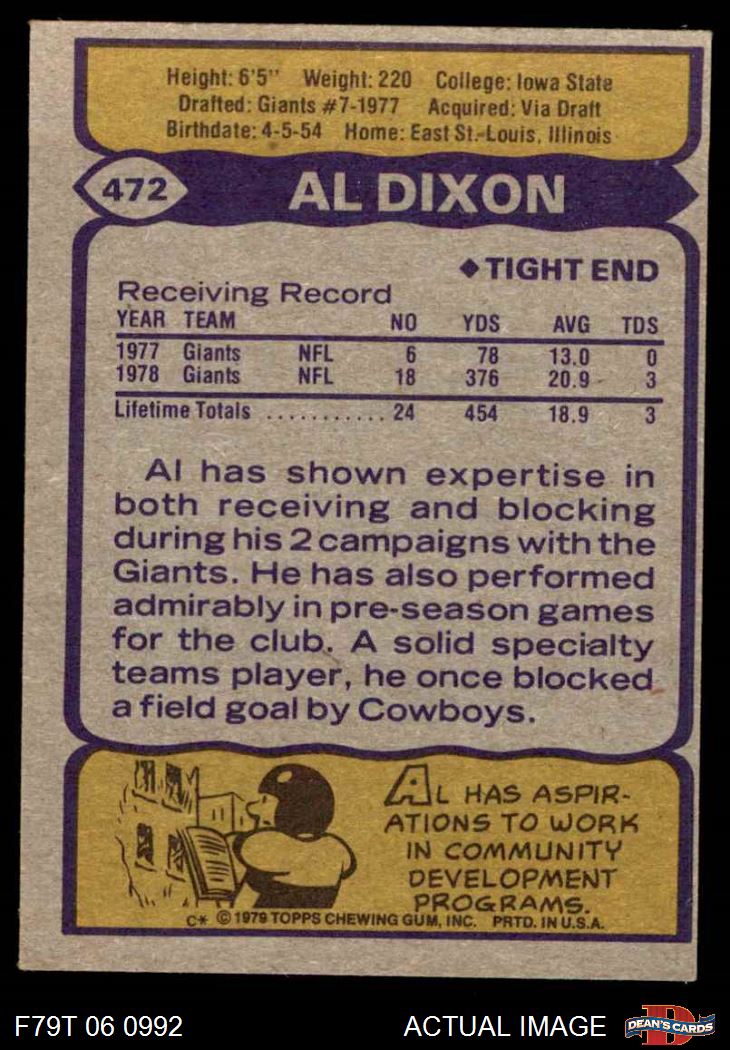 Height: 6'5" Weight: 220 College: Iowa State
Drafted: Giants #7-1977 Acquired: Via Draft
Birthdate: 4-5-54 Home: East St. Louis, Illinois
472 AL DIXON
◆TIGHT END
Receiving Record
YEAR TEAM NO YDS AVG TDS
1977 Giants NFL 6 78 13.0 0
1978 Giants NFL 18 376 20.9 3
Lifetime Totals ........... 24 454 18.9 3
Al has shown expertise in
both receiving and blocking
during his 2 campaigns with the
Giants. He has also performed
admirably in pre-season games
for the club. A solid specialty
teams player, he once blocked
a field goal by Cowboys.
AL HAS ASPIR-
ATIONS TO WORK
IN COMMUNITY
DEVELOPMENT
PROGRAMS.
C* © 1979 TOPPS CHEWING GUM, INC. PRTD. IN U.S.A.
F79T 06 0992 ACTUAL IMAGE D DEAN'S CARDS